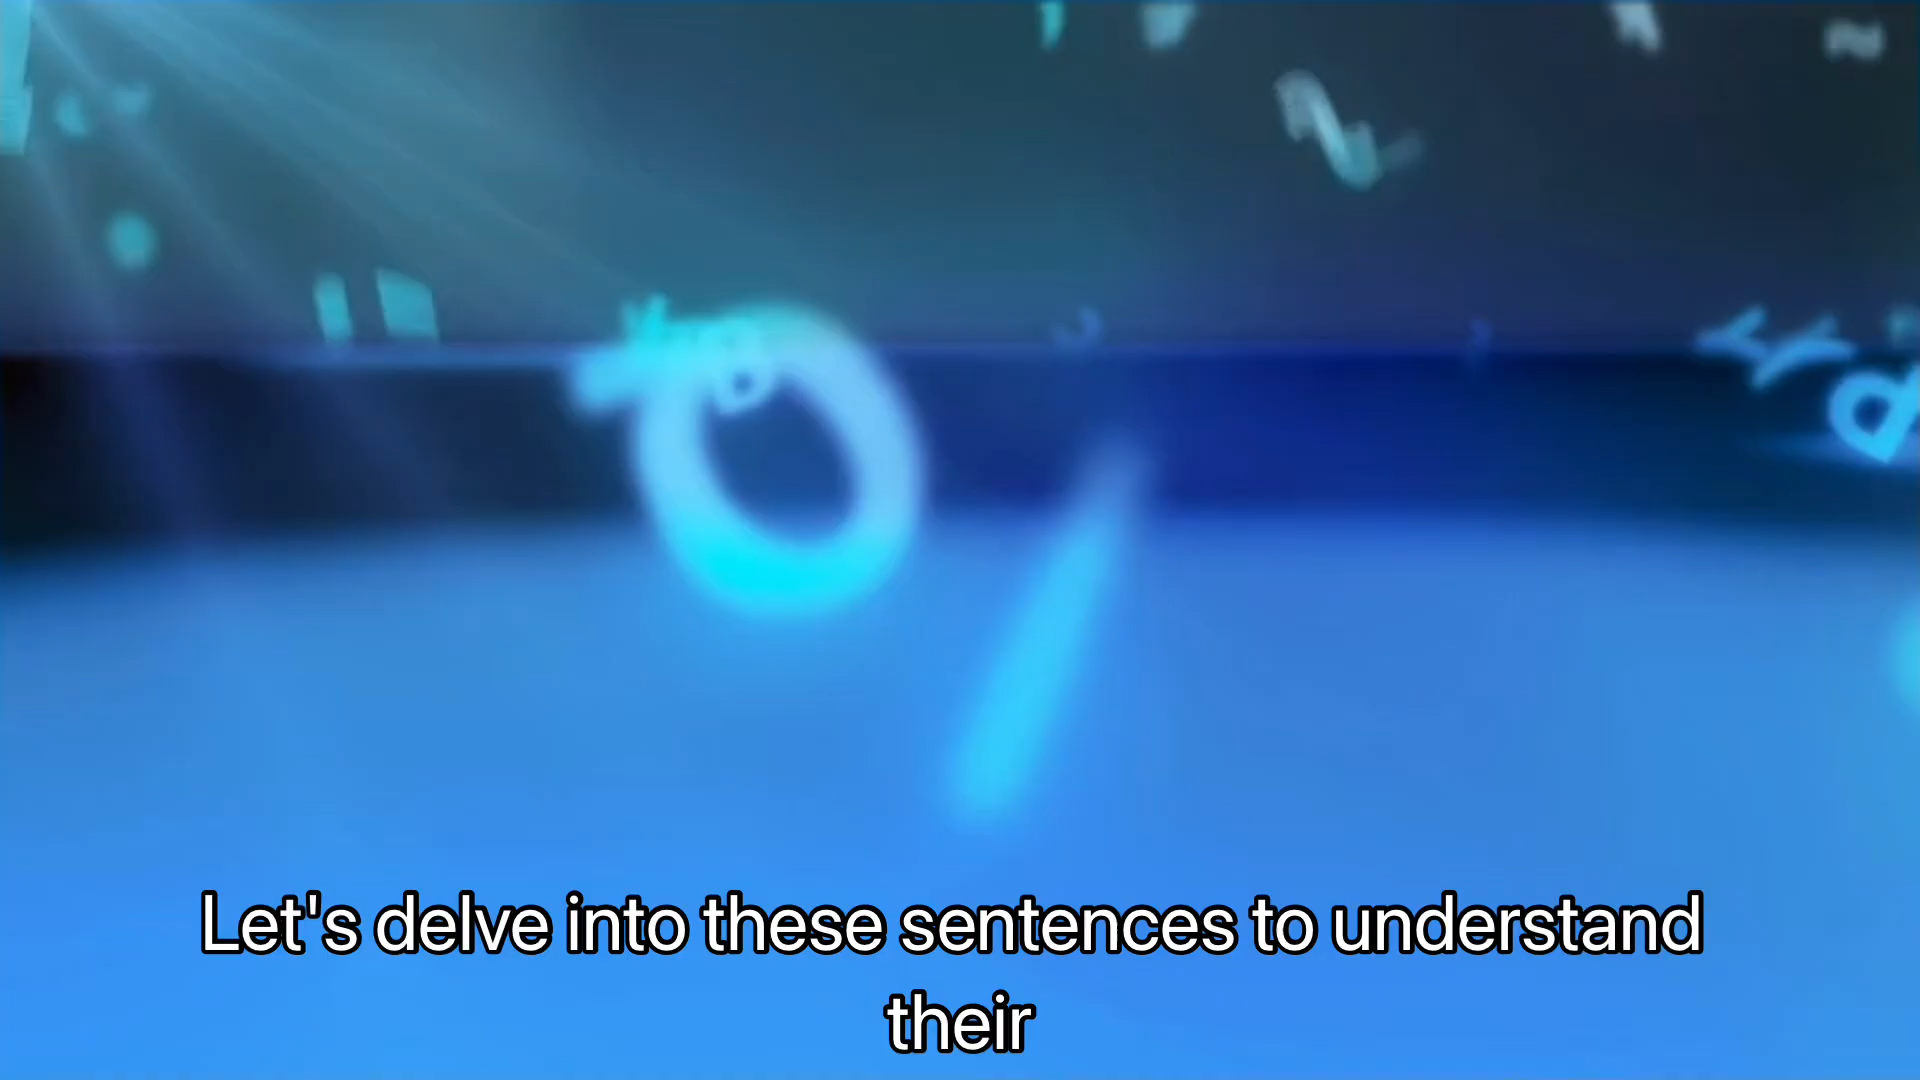 Let's delve into these sentences to understand
their